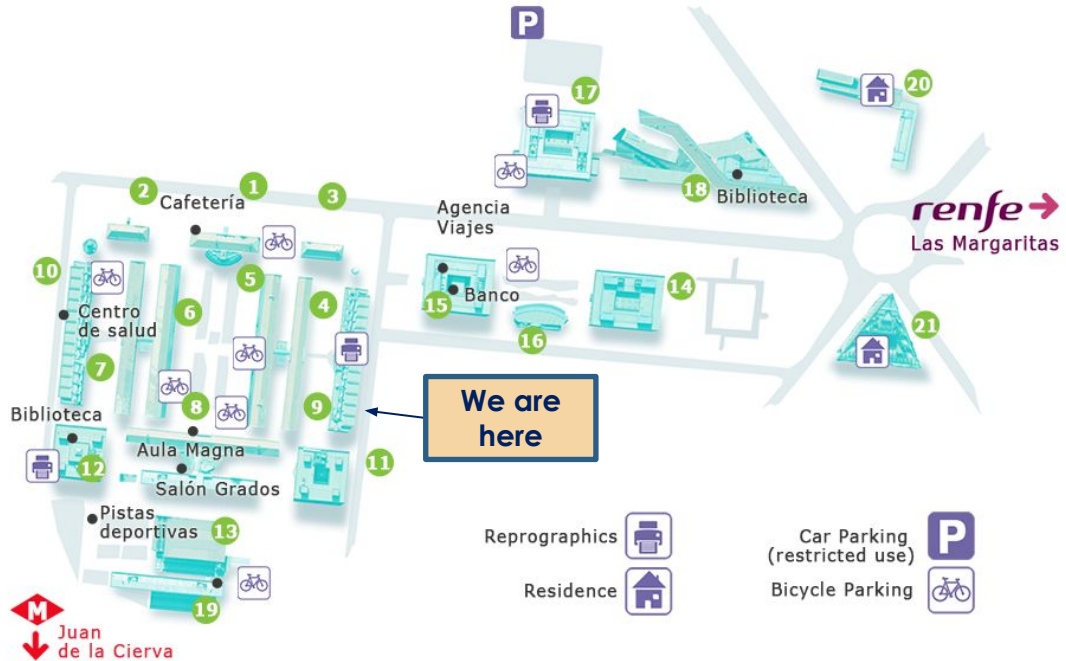 P
17
20
2
1
3
Cafetería
18
Biblioteca
Agencia
Viajes
renfe
Las Margaritas
10
5
4
6
Centro
de salud
15
Banco
14
16
21
7
We are
here
8
9
Biblioteca
Aula Magna
12
11
Salón Grados
Pistas
deportivas
13
19
Reprographics
Car Parking
(restricted use)
P
Residence
Bicycle Parking
M
Juan
de la Cierva